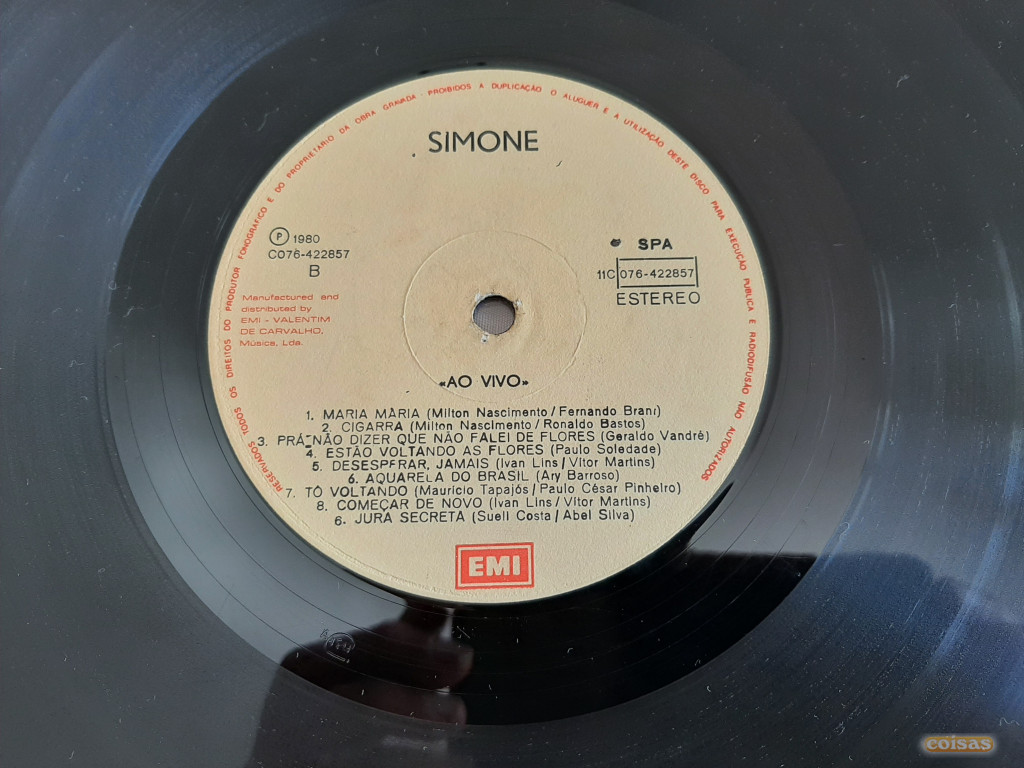 RESERVADOS TODOS OS DIREITOS DO PRODUTOR FONOGRÁFICO E DO PROPRIETÁRIO DA OBRA GRAVADA · PROIBIDOS A DUPLICAÇÃO O ALUGUER E A UTILIZAÇÃO DESTE DISCO PARA EXECUÇÃO PUBLICA E RADIODIFUSÃO NÃO AUTORIZADOS
SIMONE
Ⓟ 1980
C076-422857
B
SPA
11C 076-422857
ESTEREO
Manufactured and
distributed by
EMI - VALENTIM
DE CARVALHO,
Música, Lda.
«AO VIVO»
1. MARIA MARIA (Milton Nascimento/Fernando Brant)
2. CIGARRA (Milton Nascimento/Ronaldo Bastos)
3. PRÁ NÃO DIZER QUE NÃO FALEI DE FLORES (Geraldo Vandré)
4. ESTÃO VOLTANDO AS FLORES (Paulo Soledade)
5. DESESPERAR, JAMAIS (Ivan Lins/Vítor Martins)
6. AQUARELA DO BRASIL (Ary Barroso)
7. TÔ VOLTANDO (Maurício Tapajós/Paulo César Pinheiro)
8. COMEÇAR DE NOVO (Ivan Lins/Vítor Martins)
6. JURA SECRETA (Sueli Costa/Abel Silva)
EMI
coisas